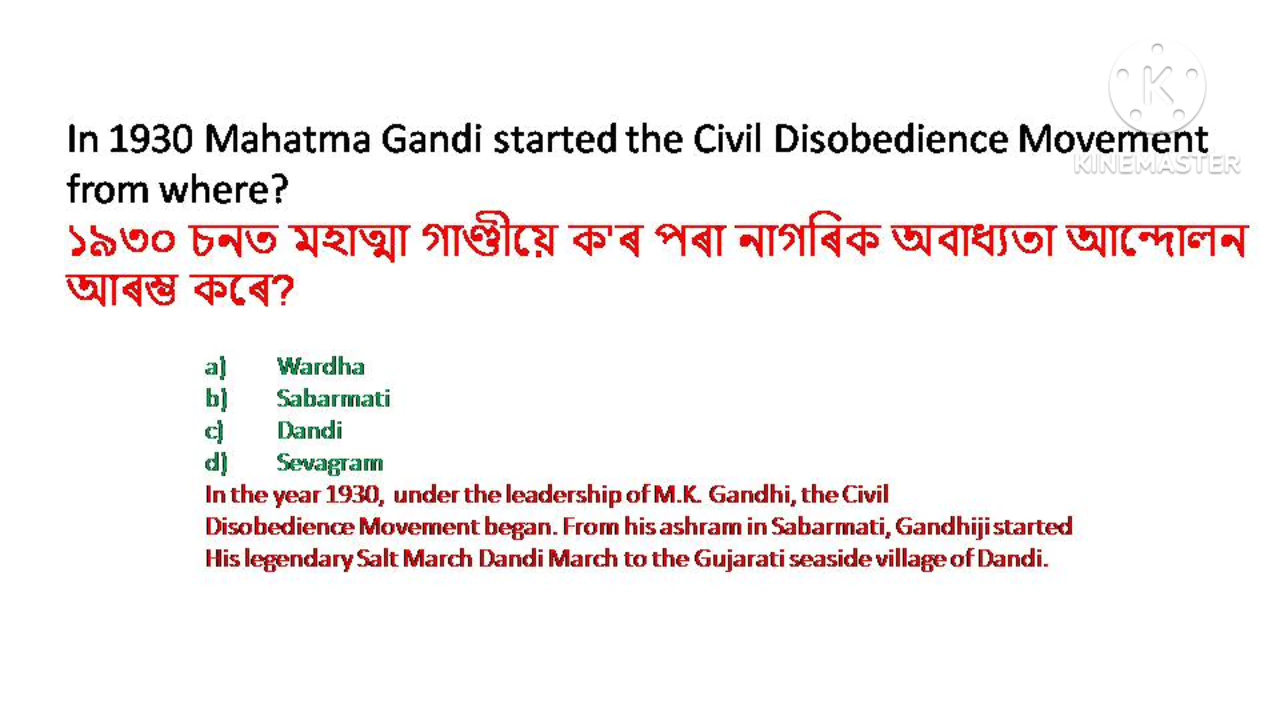 In 1930 Mahatma Gandi started the Civil Disobedience Movement
from where?
১৯৩০ চনত মহাত্মা গাণ্ডীয়ে ক'ৰ পৰা নাগৰিক অবাধ্যতা আন্দোলন
আৰম্ভ কৰে?
a) Wardha
b) Sabarmati
c) Dandi
d) Sevagram
In the year 1930, under the leadership of M.K. Gandhi, the Civil
Disobedience Movement began. From his ashram in Sabarmati, Gandhiji started
His legendary Salt March Dandi March to the Gujarati seaside village of Dandi.
K
KINEMASTER